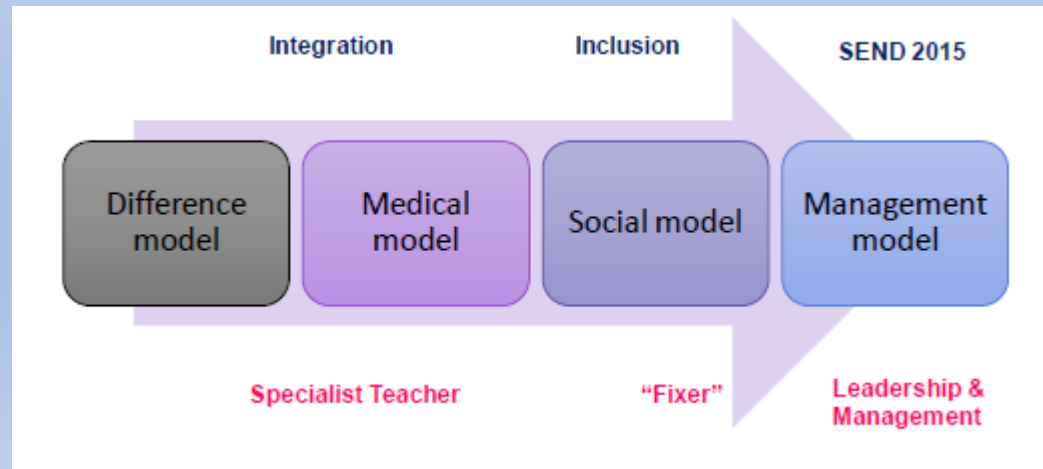 Integration
Inclusion
SEND 2015
Difference
model
Medical
model
Social model
Management
model
Specialist Teacher
“Fixer”
Leadership &
Management